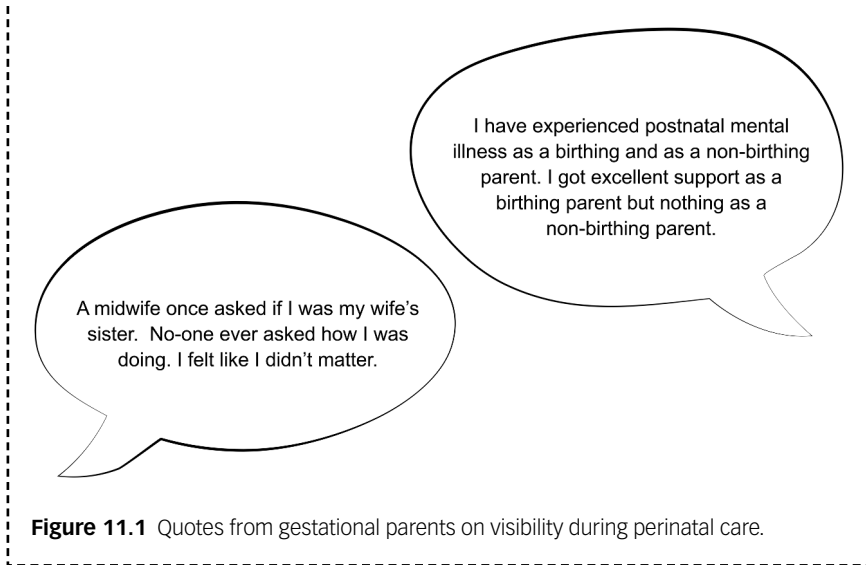 I have experienced postnatal mental
illness as a birthing and as a non-birthing
parent. I got excellent support as a
birthing parent but nothing as a
non-birthing parent.
A midwife once asked if I was my wife’s
sister.  No-one ever asked how I was
doing. I felt like I didn’t matter.
Figure 11.1 Quotes from gestational parents on visibility during perinatal care.